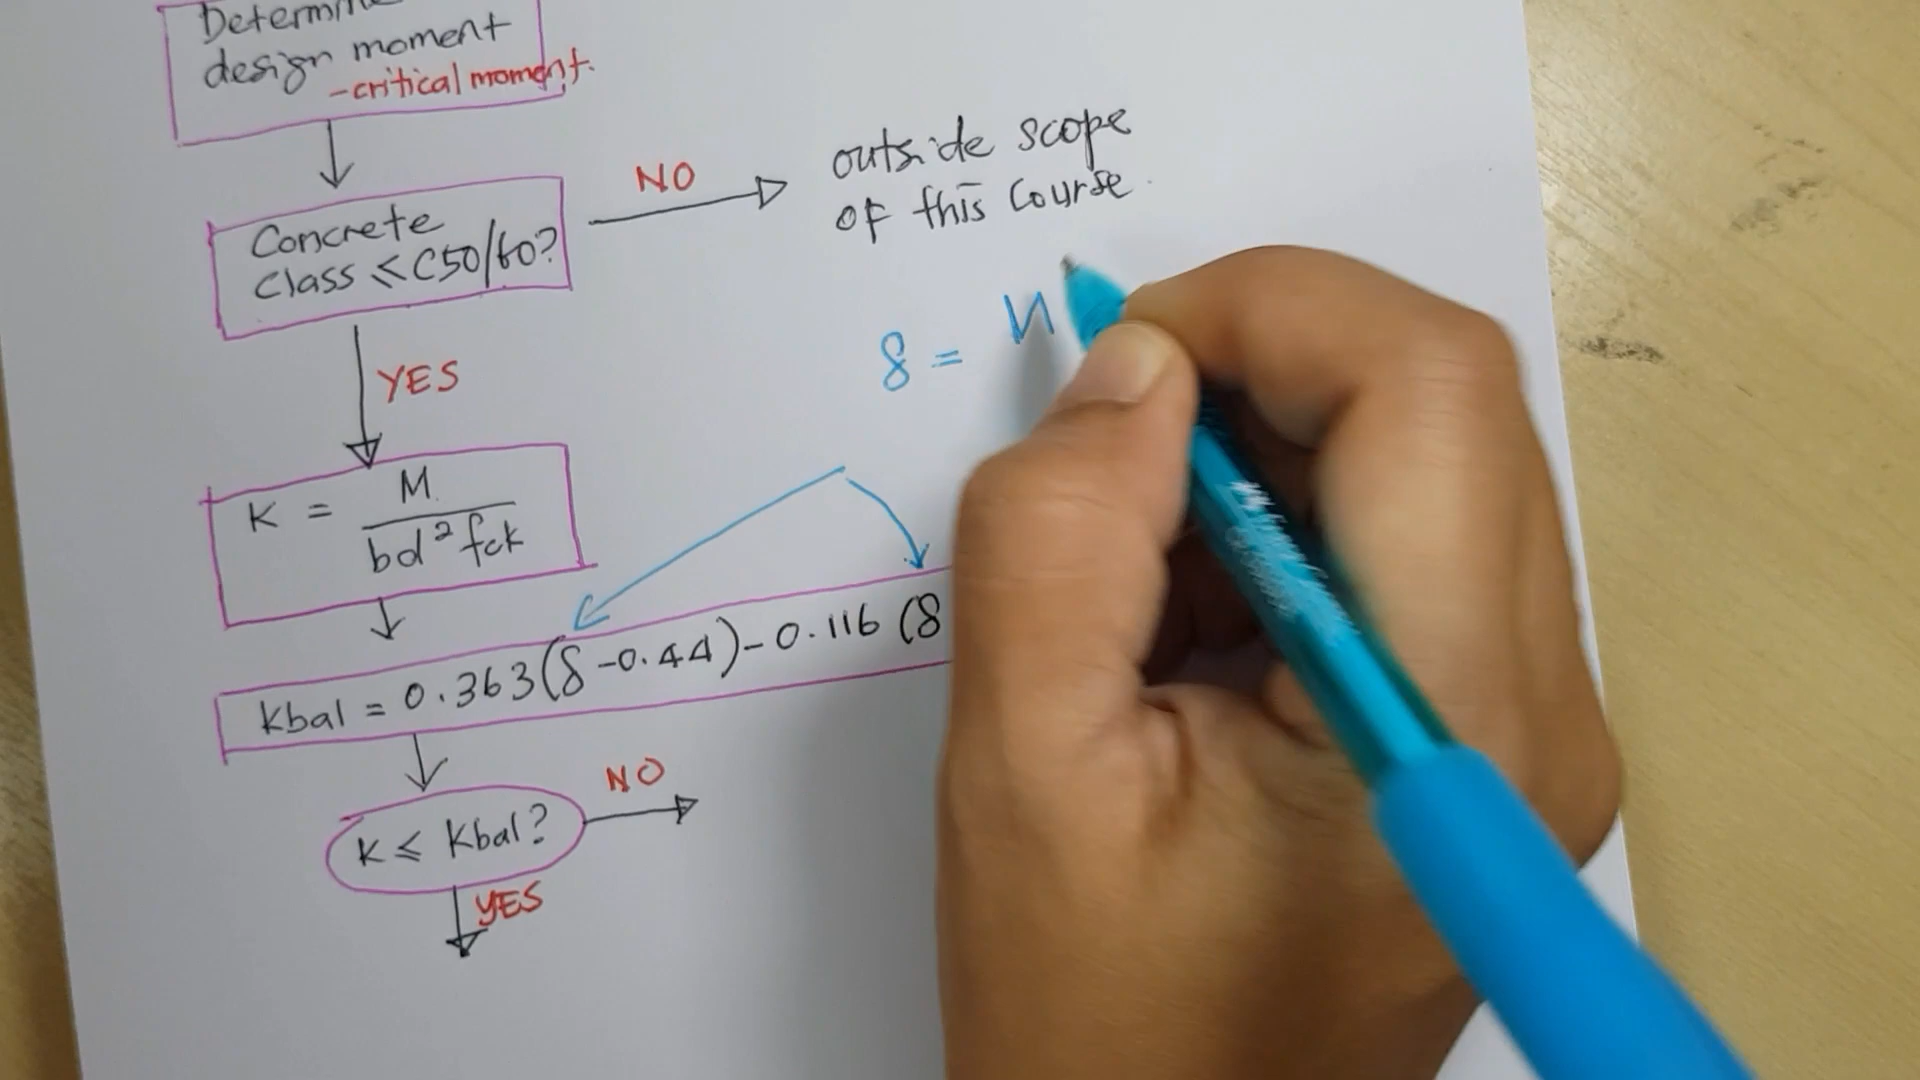 design moment
-critical moment.
Concrete
Class ≤ C50/60?
NO
outside scope
of this course.
YES
δ =
K = M / bd²fck
Kbal = 0.363(δ-0.44)-0.116(δ
K ≤ Kbal?
NO
YES